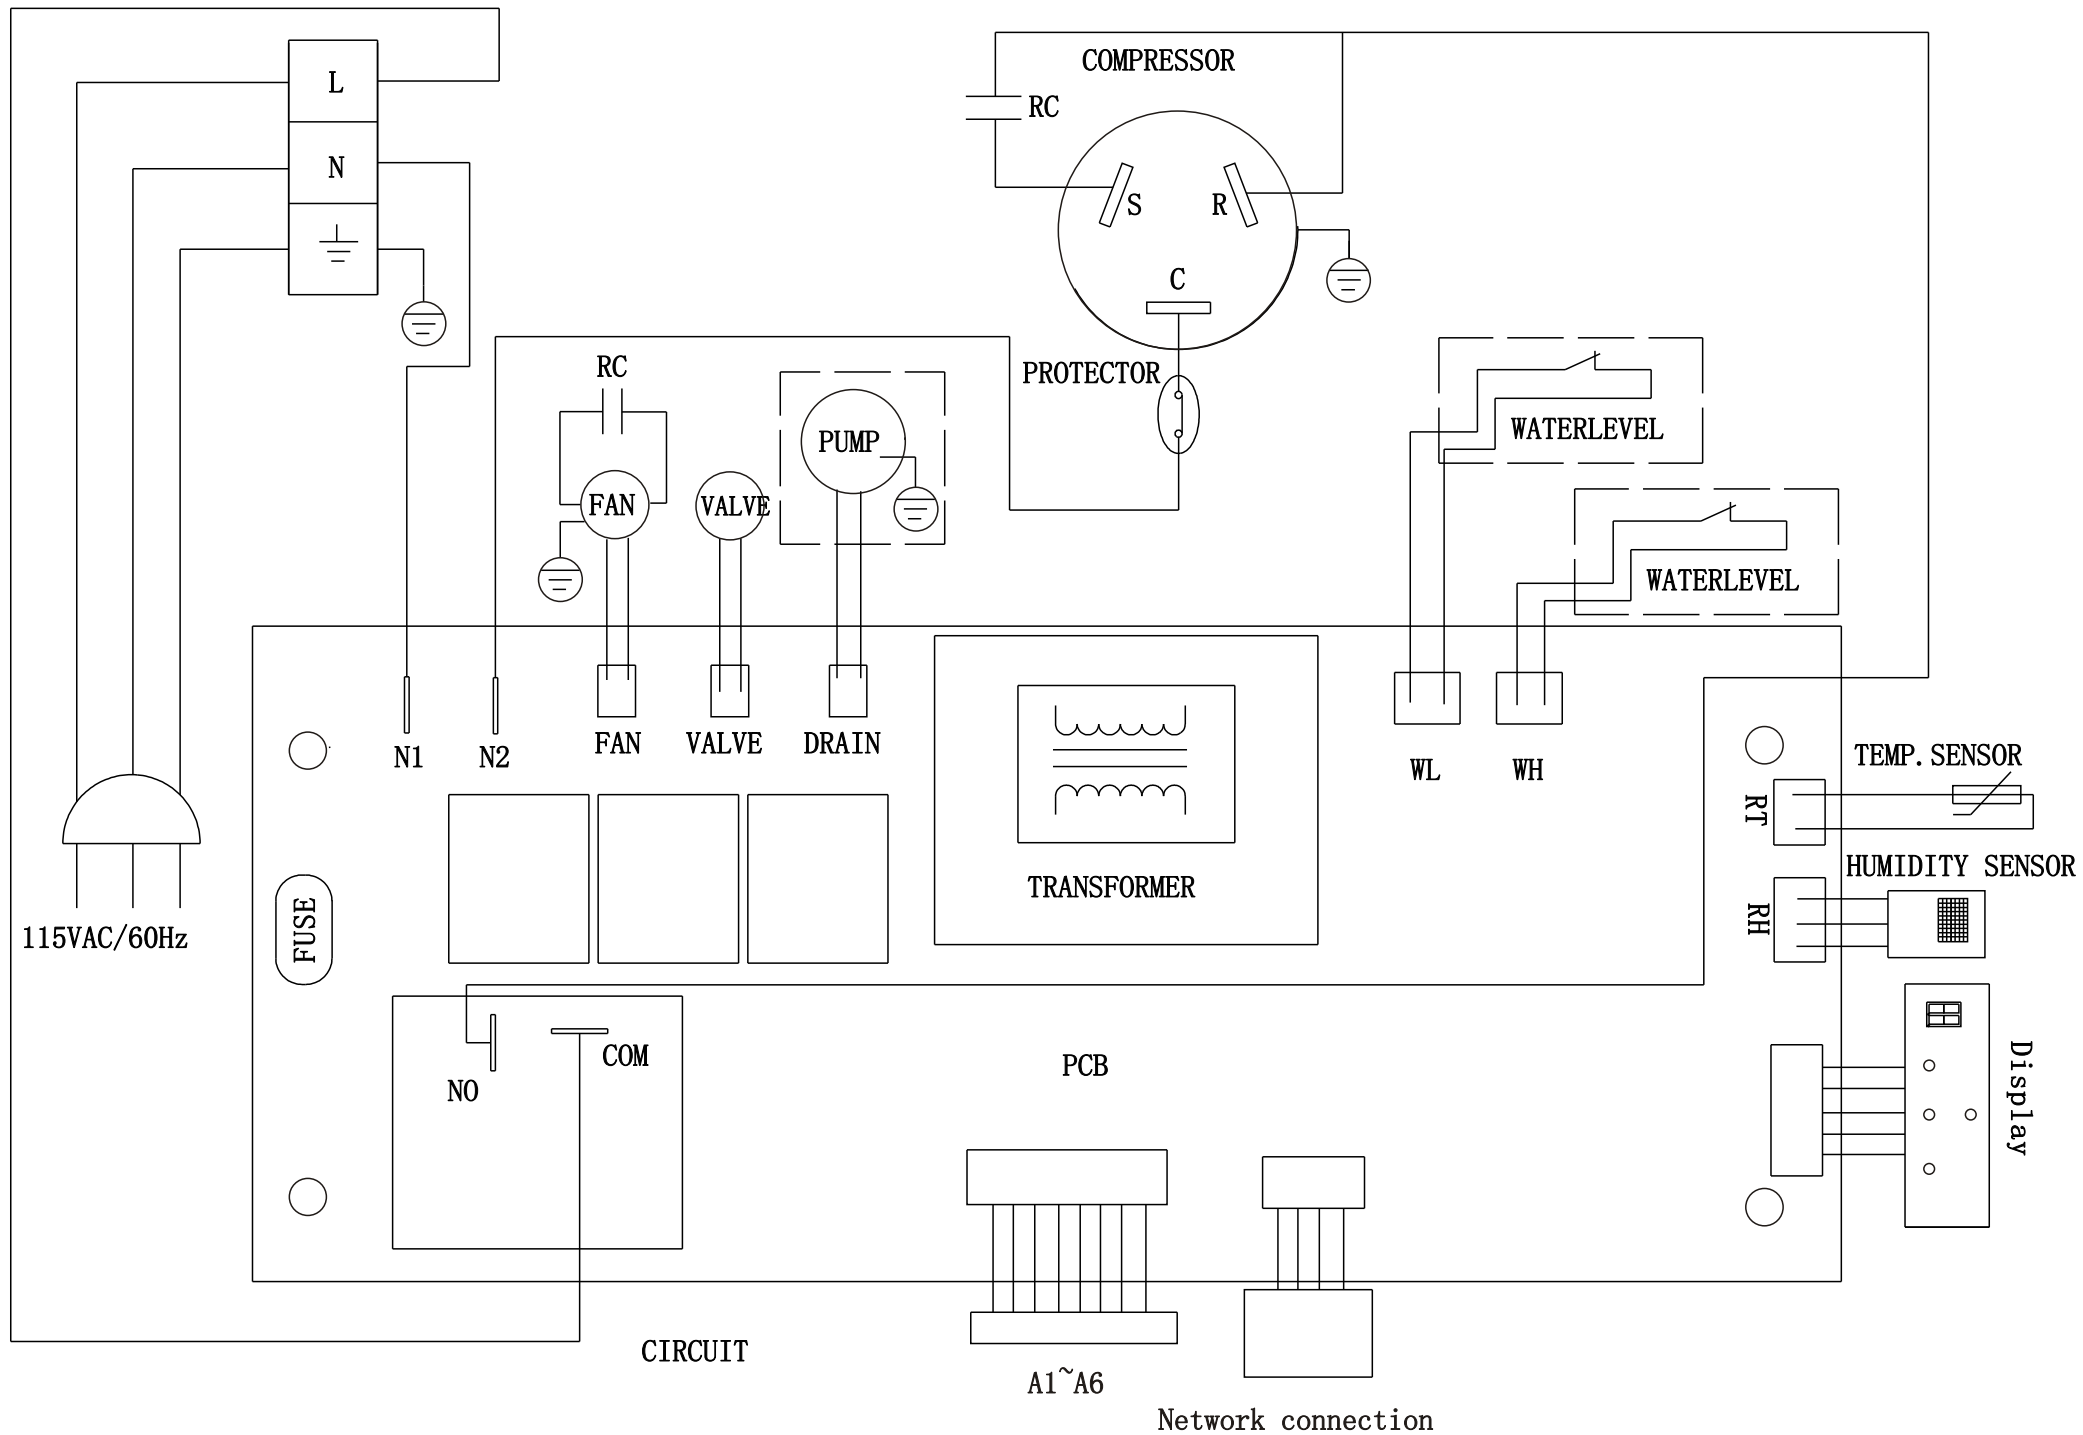 COMPRESSOR
L
RC
N
S
R
C
RC
PROTECTOR
PUMP
WATERLEVEL
FAN
VALVE
WATERLEVEL
N1
N2
FAN
VALVE
DRAIN
WL
WH
TEMP.SENSOR
RT
HUMIDITY SENSOR
TRANSFORMER
RH
FUSE
115VAC/60Hz
COM
NO
PCB
Display
CIRCUIT
A1~A6
Network connection